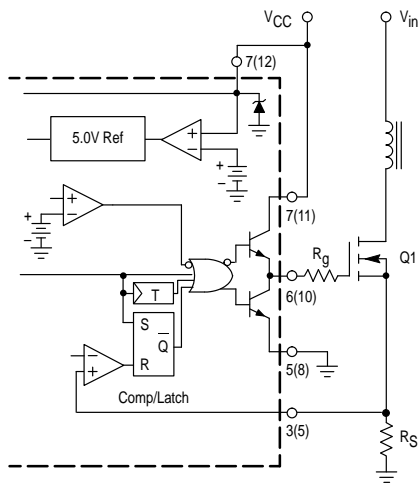 VCC
Vin
7(12)
5.0V Ref
+
–
+
–
–
+
+
–
+
–
7(11)
Rg
Q1
6(10)
T
S
Q
R
5(8)
–
+
Comp/Latch
3(5)
RS